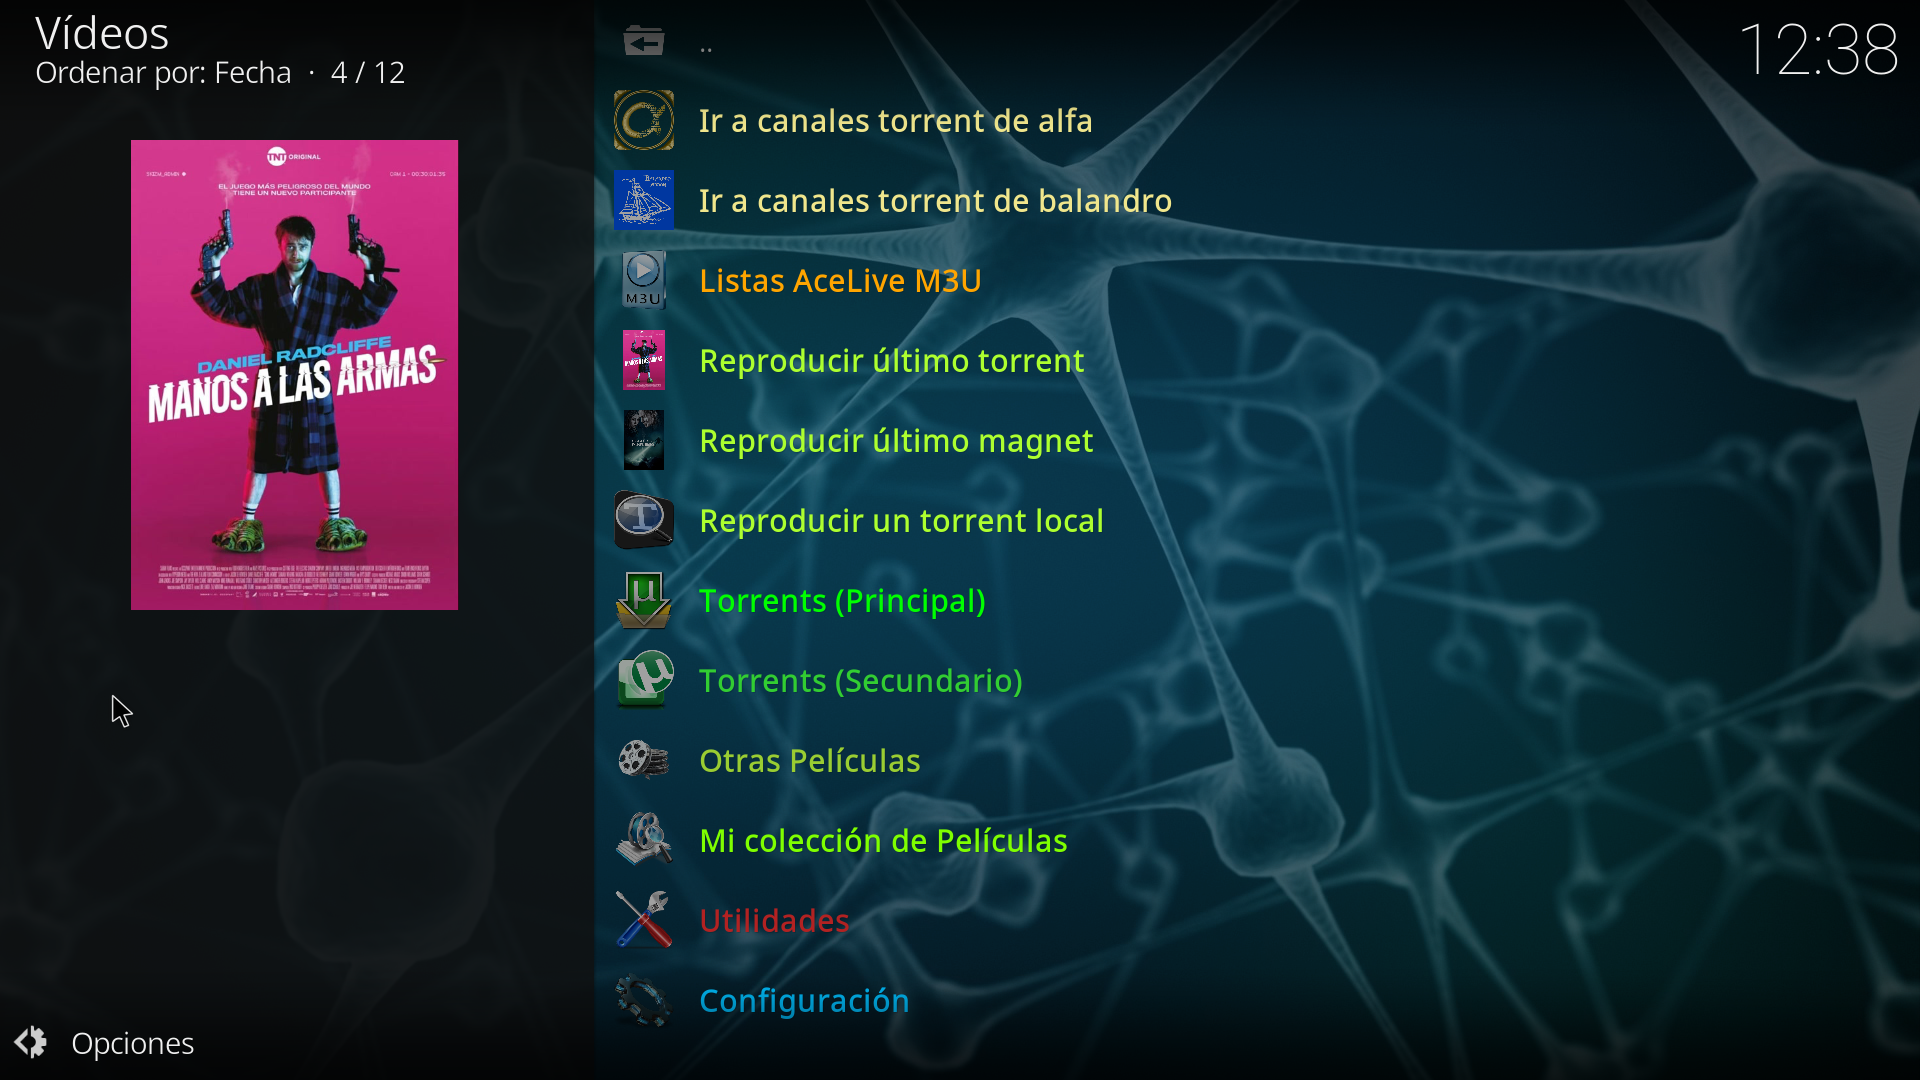 Vídeos
Ordenar por: Fecha · 4 / 12
12:38
TNT ORIGINAL
EL JUEGO MÁS PELIGROSO DEL MUNDO
TIENE UN NUEVO PARTICIPANTE
DANIEL RADCLIFFE
MANOS A LAS ARMAS
..
Ir a canales torrent de alfa
Ir a canales torrent de balandro
M3U
Listas AceLive M3U
Reproducir último torrent
Reproducir último magnet
Reproducir un torrent local
Torrents (Principal)
Torrents (Secundario)
Otras Películas
Mi colección de Películas
Utilidades
Configuración
Opciones